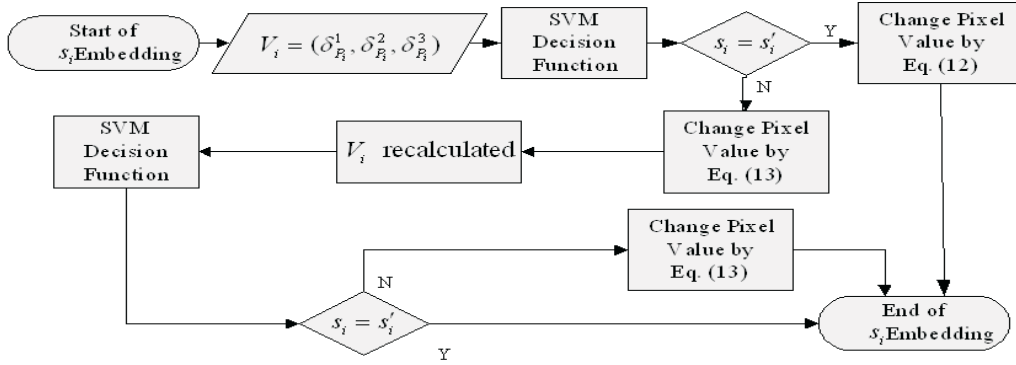 Start of
s_i Embedding
V_i = (δ^1_{P_i}, δ^2_{P_i}, δ^3_{P_i})
SVM
Decision
Function
s_i = s_i′
Y
Change Pixel
Value by
Eq. (12)
N
Change Pixel
Value by
Eq. (13)
V_i recalculated
SVM
Decision
Function
s_i = s_i′
N
Change Pixel
Value by
Eq. (13)
Y
End of
s_i Embedding